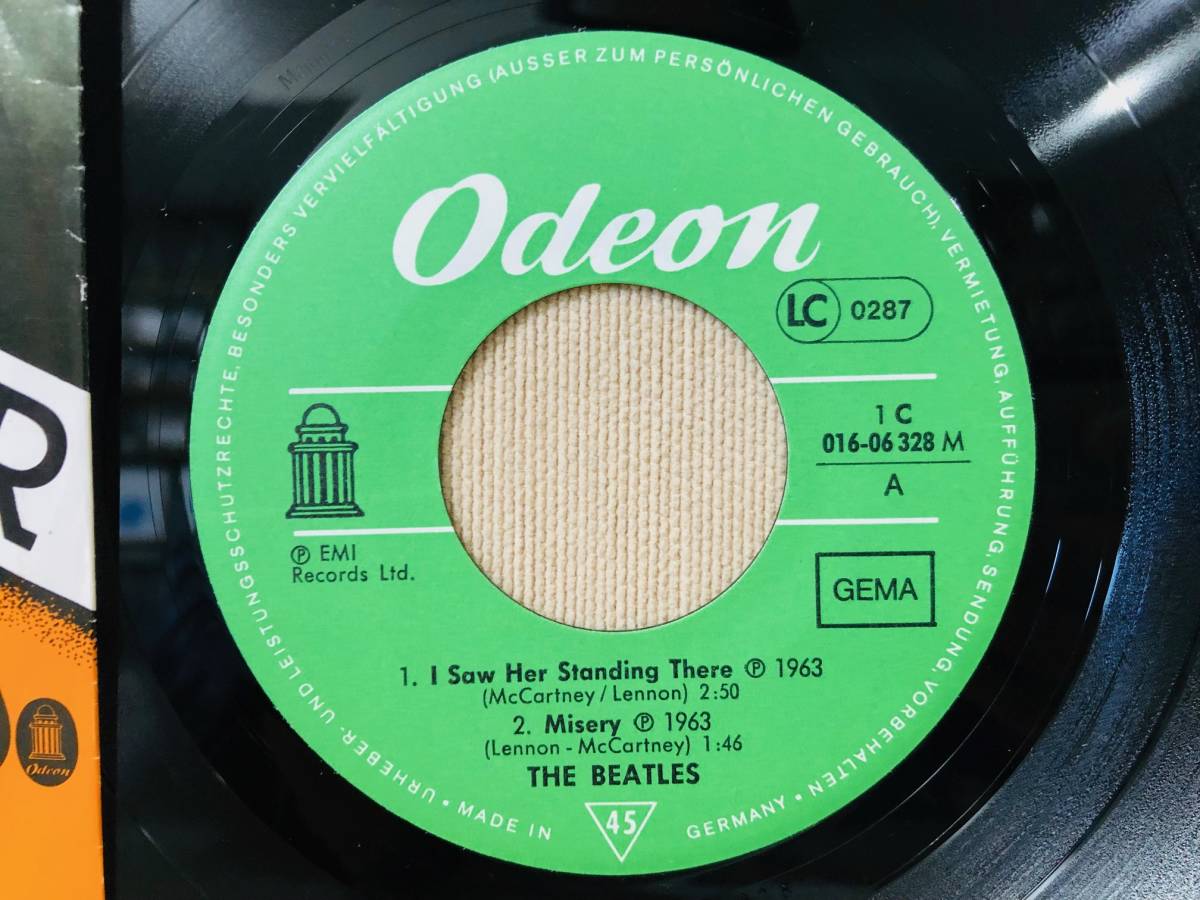 URHEBER- UND LEISTUNGSSCHUTZRECHTE, BESONDERS VERVIELFÄLTIGUNG (AUSSER ZUM PERSÖNLICHEN GEBRAUCH), VERMIETUNG, AUFFÜHRUNG, SENDUNG, VORBEHALTEN •
Odeon
LC 0287
1 C
016-06 328 M
A
℗ EMI
Records Ltd.
GEMA
1. I Saw Her Standing There ℗ 1963
(McCartney / Lennon) 2:50
2. Misery ℗ 1963
(Lennon - McCartney) 1:46
THE BEATLES
• MADE IN
45
GERMANY
R
Odeon